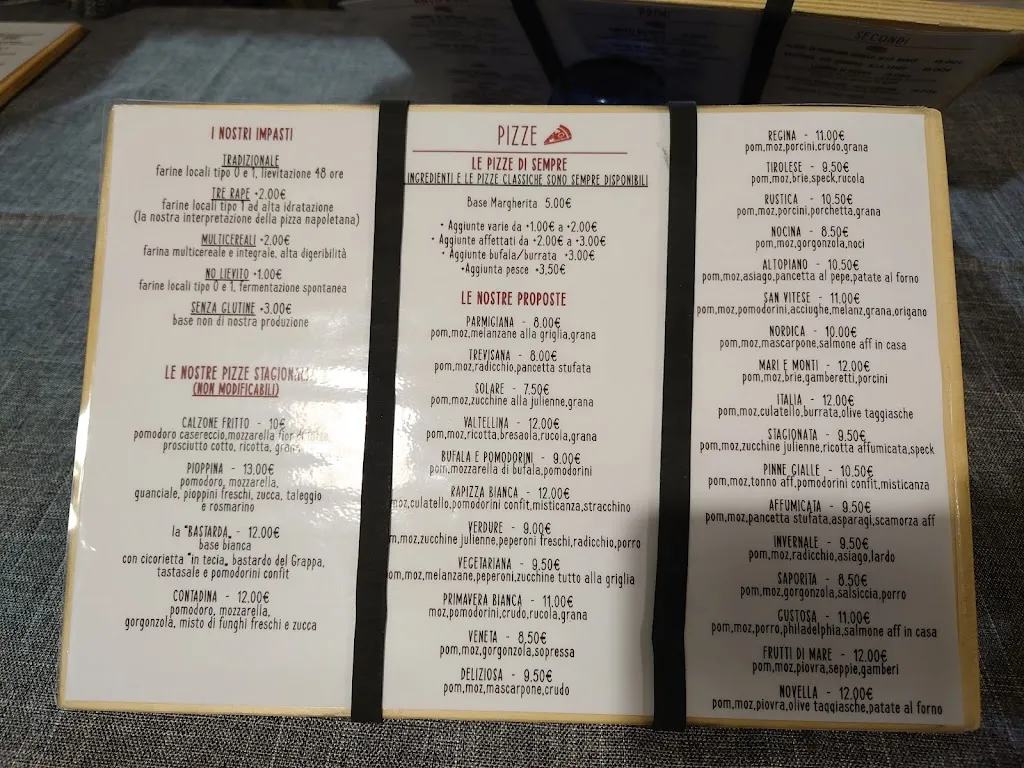 I NOSTRI IMPASTI
TRADIZIONALE
farine locali tipo 0 e 1, lievitazione 48 ore
TRE RAPE +2.00€
farine locali tipo 1 ad alta idratazione
(la nostra interpretazione della pizza napoletana)
MULTICEREALI +2.00€
farina multicereale e integrale, alta digeribilità
NO LIEVITO +1.00€
farine locali tipo 0 e 1, fermentazione spontanea
SENZA GLUTINE +3.00€
base non di nostra produzione
LE NOSTRE PIZZE STAGIONALI
(NON MODIFICABILI)
CALZONE FRITTO - 10€
pomodoro casereccio,mozzarella fior di latte
prosciutto cotto, ricotta, grana
PIOPPINA - 13.00€
pomodoro, mozzarella,
guanciale, pioppini freschi, zucca, taleggio
e rosmarino
la "BASTARDA" - 12.00€
base bianca
con cicorietta "in tecia, bastardo del Grappa,
tastasale e pomodorini confit
CONTADINA - 12.00€
pomodoro, mozzarella,
gorgonzola, misto di funghi freschi e zucca
PIZZE
LE PIZZE DI SEMPRE
INGREDIENTI E LE PIZZE CLASSICHE SONO SEMPRE DISPONIBILI
Base Margherita 5.00€
• Aggiunte varie da +1.00€ a +2.00€
• Aggiunte affettati da +2.00€ a +3.00€
• Aggiunte bufala/burrata +3.00€
•Aggiunta pesce +3,50€
LE NOSTRE PROPOSTE
PARMIGIANA - 8.00€
pom,moz,melanzane alla griglia,grana
TREVISANA - 8.00€
pom,moz,radicchio,pancetta stufata
SOLARE - 7.50€
pom,moz,zucchine alla julienne,grana
VALTELLINA - 12.00€
pom,moz,ricotta,bresaola,rucola,grana
BUFALA E POMODORINI - 9.00€
pom,mozzarella di bufala,pomodorini
RAPIZZA BIANCA - 12.00€
moz,culatello,pomodorini confit,misticanza,stracchino
VERDURE - 9.00€
m,moz,zucchine julienne,peperoni freschi,radicchio,porro
VEGETARIANA - 9,50€
pom,moz,melanzane,peperoni,zucchine tutto alla griglia
PRIMAVERA BIANCA - 11.00€
moz,pomodorini,crudo,rucola,grana
VENETA - 8,50€
pom,moz,gorgonzola,sopressa
DELIZIOSA - 9.50€
pom,moz,mascarpone,crudo
REGINA - 11.00€
pom,moz,porcini,crudo,grana
TIROLESE - 9.50€
pom,moz,brie,speck,rucola
RUSTICA - 10,50€
pom,moz,porcini,porchetta,grana
NOCINA - 8.50€
pom,moz,gorgonzola,noci
ALTOPIANO - 10.50€
pom,moz,asiago,pancetta al pepe,patate al forno
SAN VITESE - 11.00€
pom,moz,pomodorini,acciughe,melanz,grana,origano
NORDICA - 10.00€
pom,moz,mascarpone,salmone aff in casa
MARI E MONTI - 12.00€
pom,moz,brie,gamberetti,porcini
ITALIA - 12.00€
pom,moz,culatello,burrata,olive taggiasche
STAGIONATA - 9.50€
pom,moz,zucchine julienne,ricotta affumicata,speck
PINNE GIALLE - 10.50€
pom,moz,tonno aff,pomodorini confit,misticanza
AFFUMICATA - 9.50€
pom,moz,pancetta stufata,asparagi,scamorza aff
INVERNALE - 9.50€
pom,moz,radicchio,asiago,lardo
SAPORITA - 8.50€
pom,moz,gorgonzola,salsiccia,porro
GUSTOSA - 11.00€
pom,moz,porro,philadelphia,salmone aff in casa
FRUTTI DI MARE - 12.00€
pom,moz,piovra,seppie,gamberi
NOVELLA - 12.00€
pom,moz,piovra,olive taggiasche,patate al forno
SECONDI